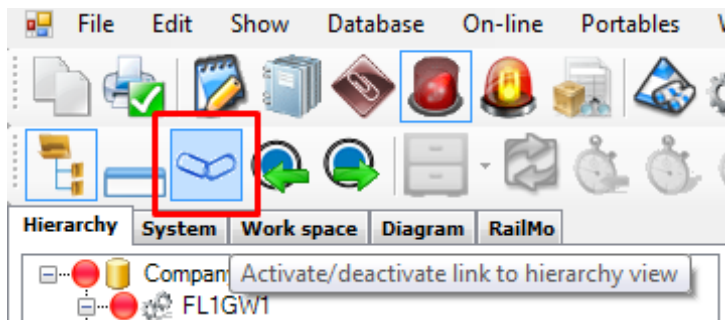 File Edit Show Database On-line Portables
Hierarchy System Work space Diagram RailMo
Compan Activate/deactivate link to hierarchy view
FL1GW1